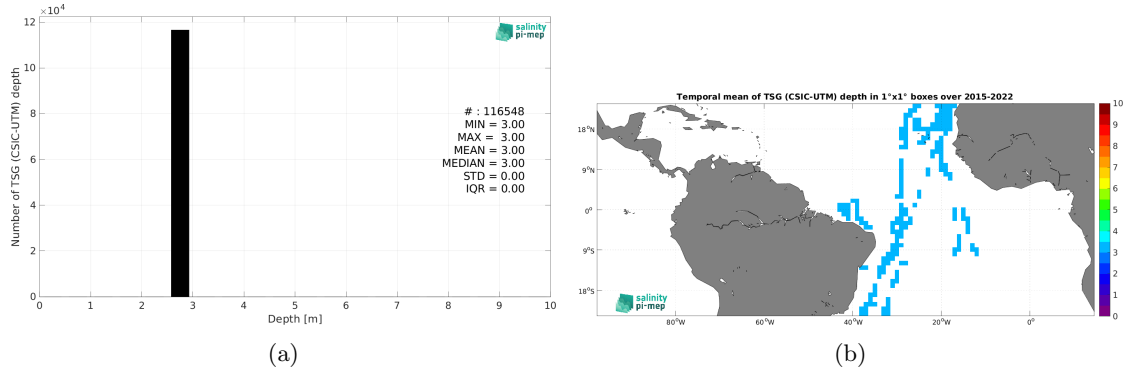 ×10⁴
12
10
8
6
4
2
0
Number of TSG (CSIC-UTM) depth
salinity
pi-mep
# : 116548
MIN = 3.00
MAX = 3.00
MEAN = 3.00
MEDIAN = 3.00
STD = 0.00
IQR = 0.00
0 1 2 3 4 5 6 7 8 9 10
Depth [m]
(a)
Temporal mean of TSG (CSIC-UTM) depth in 1°x1° boxes over 2015-2022
18°N
9°N
0°
9°S
18°S
salinity
pi-mep
80°W 60°W 40°W 20°W 0°
10
9
8
7
6
5
4
3
2
1
0
(b)